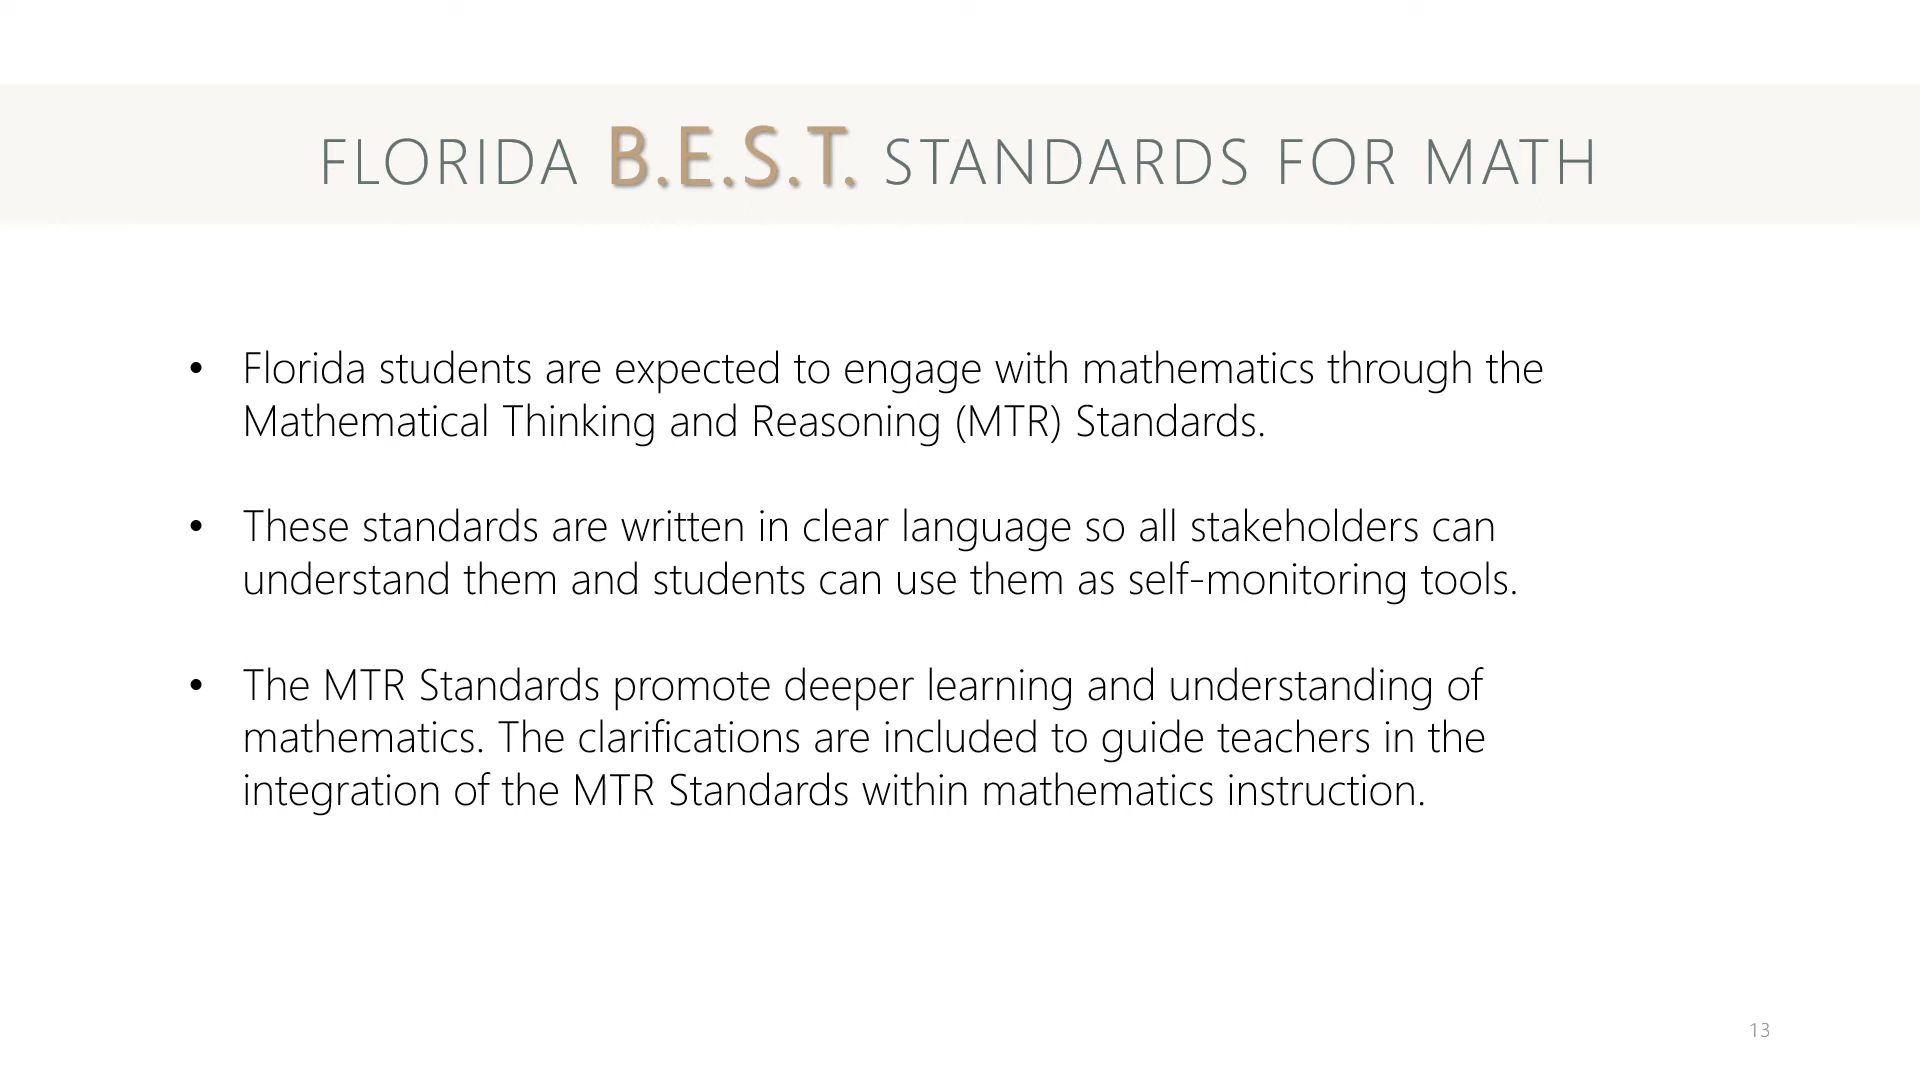 FLORIDA B.E.S.T. STANDARDS FOR MATH
• Florida students are expected to engage with mathematics through the
Mathematical Thinking and Reasoning (MTR) Standards.
• These standards are written in clear language so all stakeholders can
understand them and students can use them as self-monitoring tools.
• The MTR Standards promote deeper learning and understanding of
mathematics. The clarifications are included to guide teachers in the
integration of the MTR Standards within mathematics instruction.
13